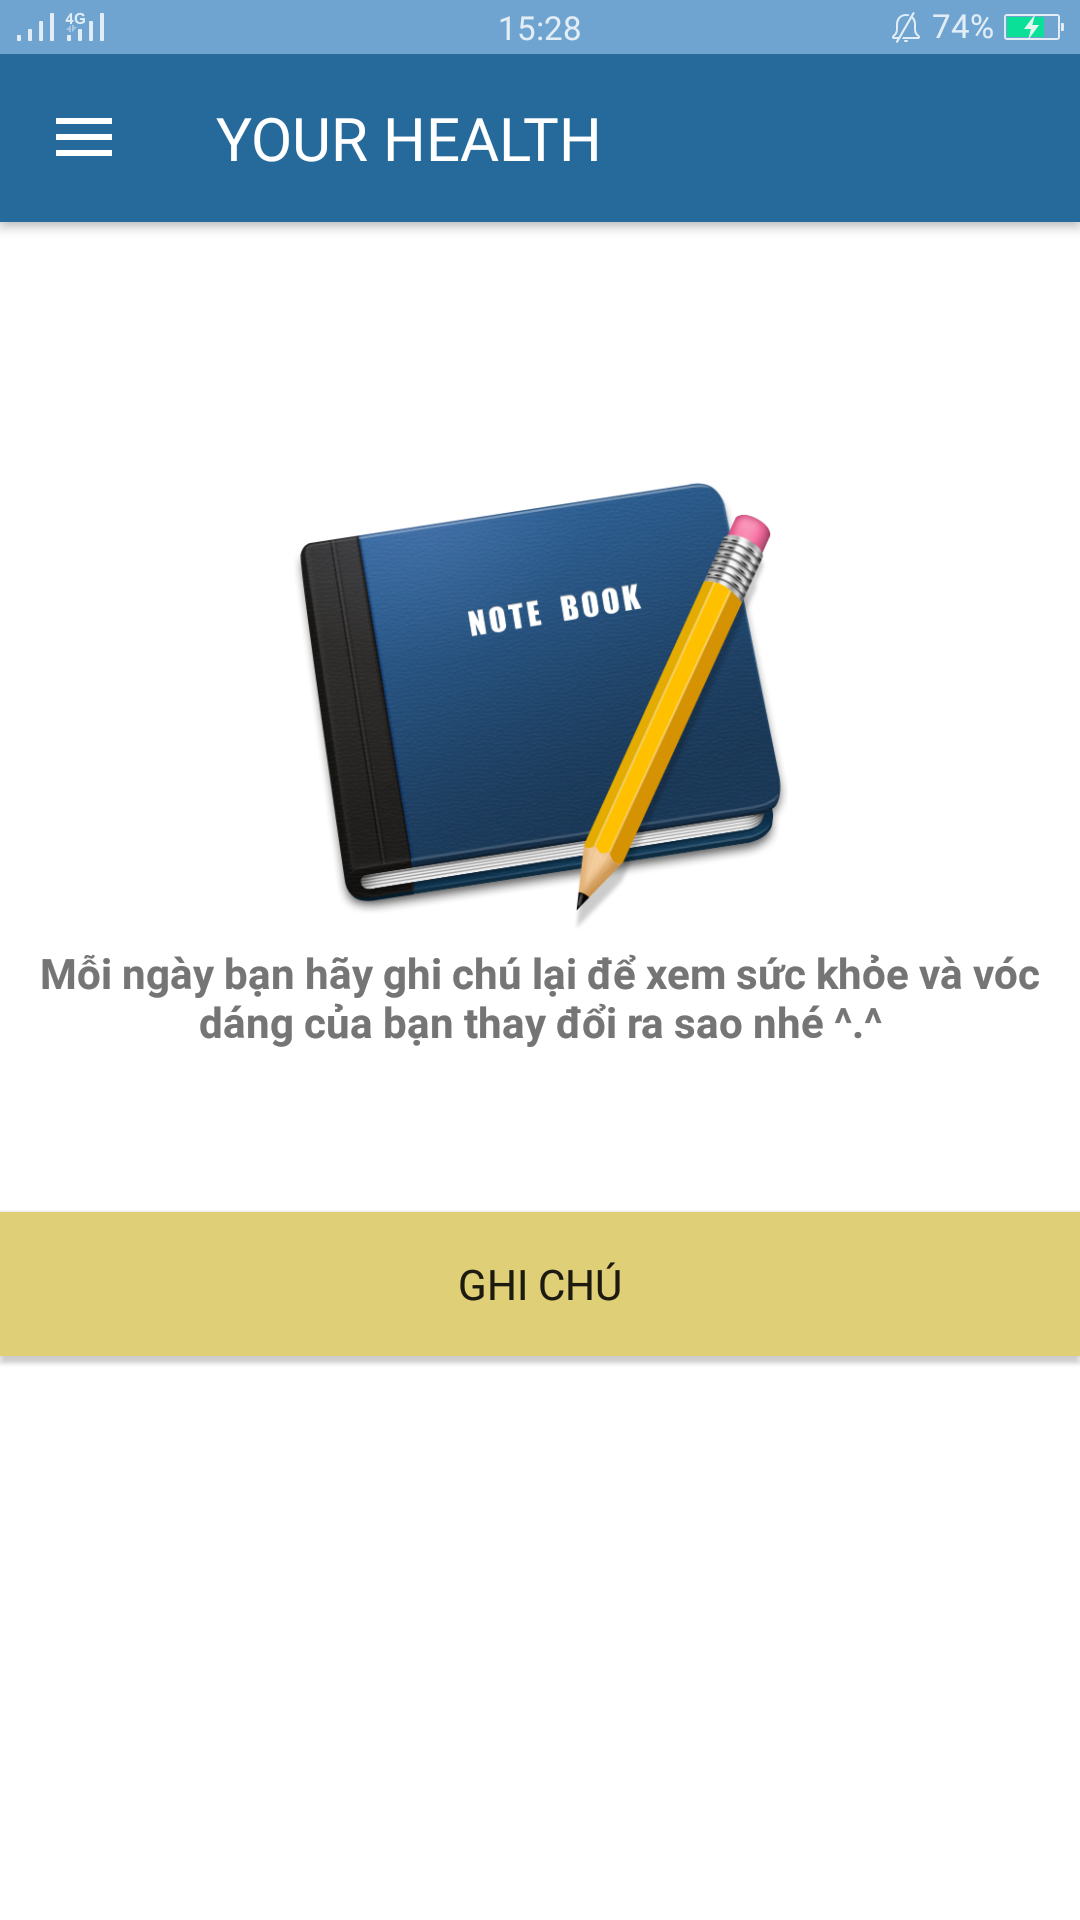 4G 15:28 74%
YOUR HEALTH
NOTE BOOK
Mỗi ngày bạn hãy ghi chú lại để xem sức khỏe và vóc
dáng của bạn thay đổi ra sao nhé ^.^
GHI CHÚ